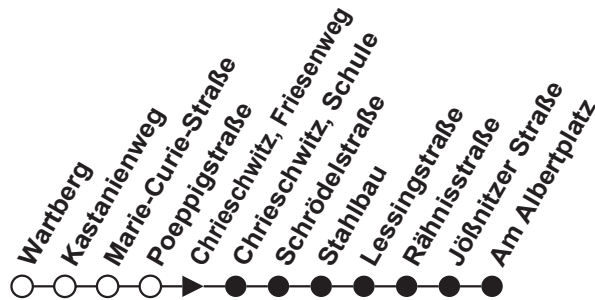 Wartberg
Kastanienweg
Marie-Curie-Straße
Poeppigstraße
Chrieschwitz, Friesenweg
Chrieschwitz, Schule
Schrödelstraße
Stahlbau
Lessingstraße
Rähnisstraße
Jößnitzer Straße
Am Albertplatz